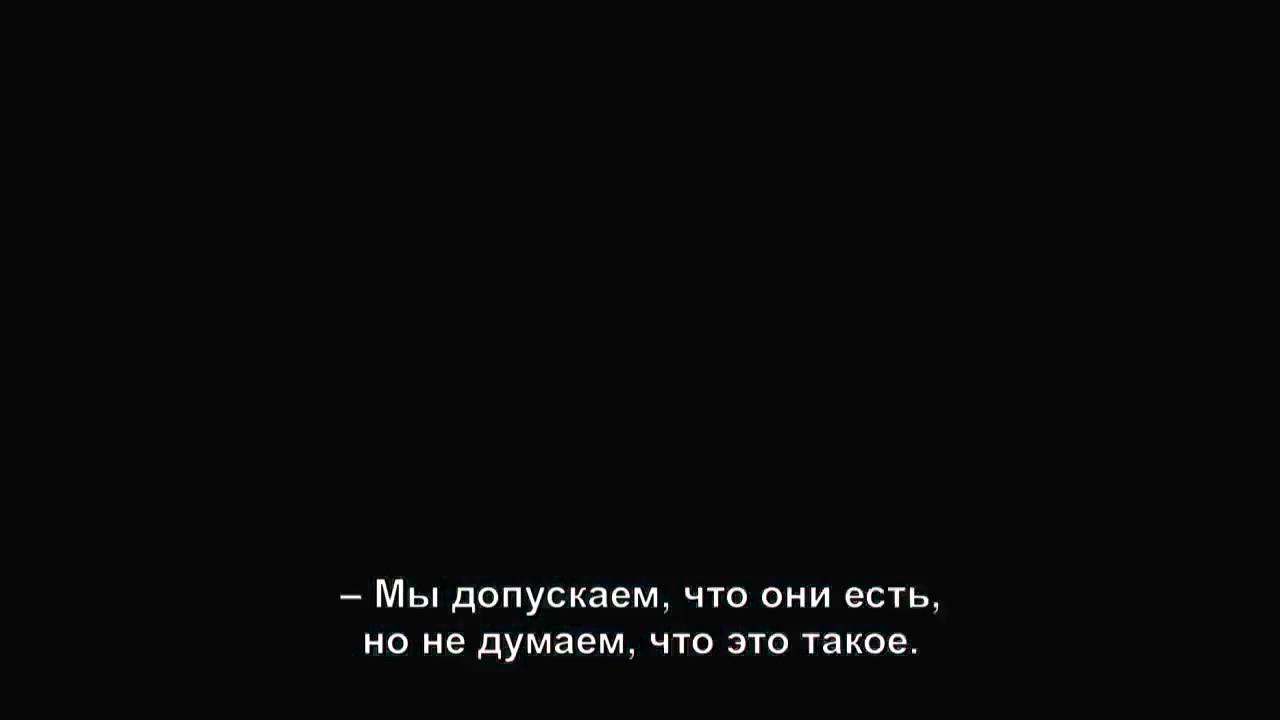 – Мы допускаем, что они есть,
но не думаем, что это такое.